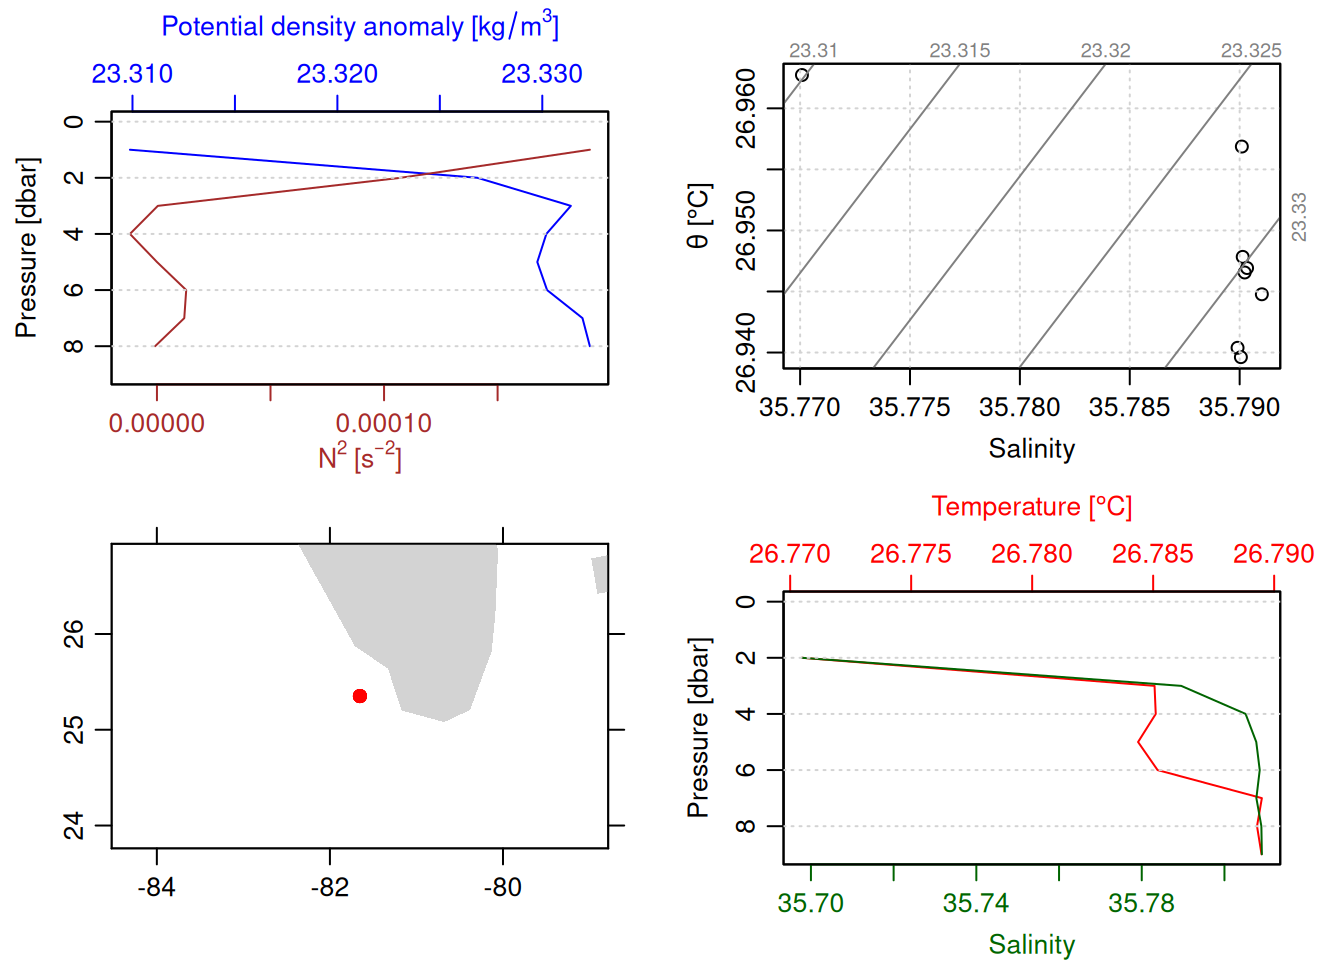 Potential density anomaly [kg/m³]
23.310 23.320 23.330
Pressure [dbar]
0
2
4
6
8
0.00000 0.00010
N² [s⁻²]
23.31 23.315 23.32 23.325
23.33
θ [°C]
26.960
26.950
26.940
35.770 35.775 35.780 35.785 35.790
Salinity
26
25
24
-84 -82 -80
Temperature [°C]
26.770 26.775 26.780 26.785 26.790
Pressure [dbar]
0
2
4
6
8
35.70 35.74 35.78
Salinity